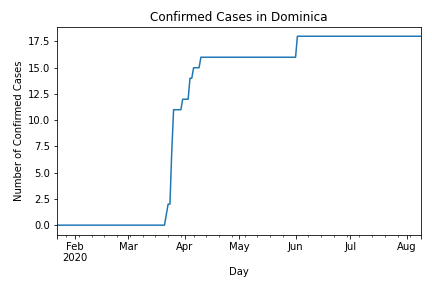 Confirmed Cases in Dominica
Number of Confirmed Cases
17.5
15.0
12.5
10.0
7.5
5.0
2.5
0.0
Feb Mar Apr May Jun Jul Aug
2020
Day